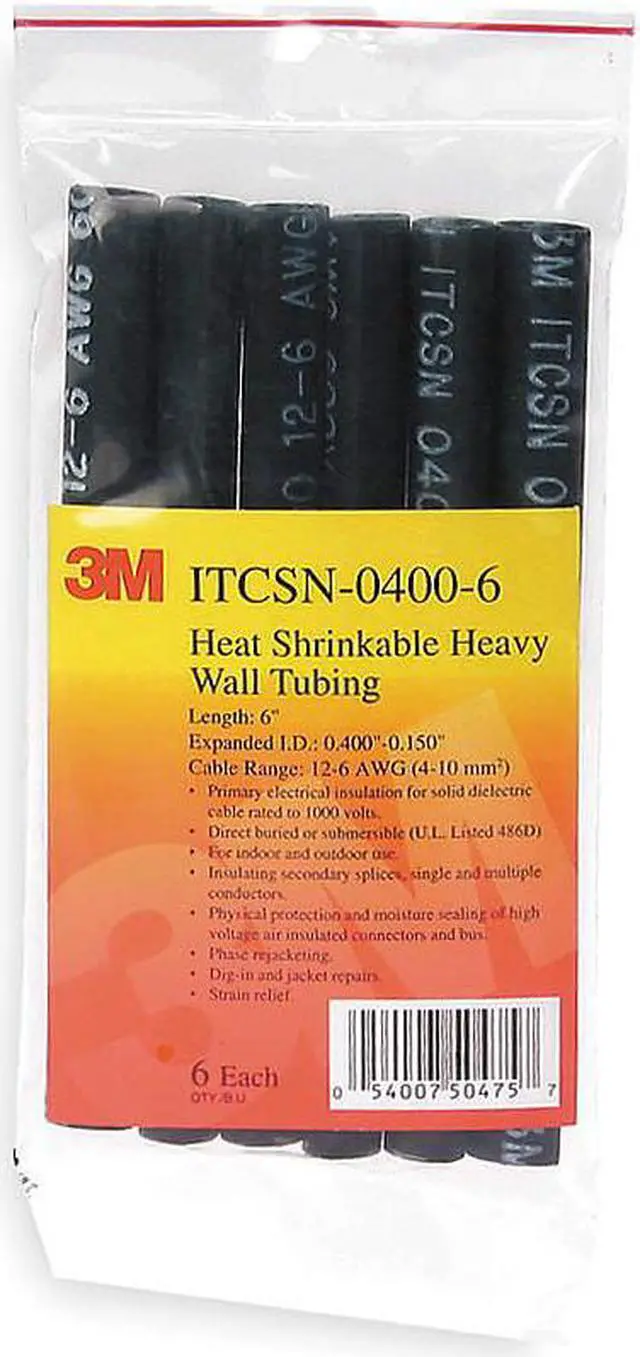 12-6 AWG 60
12-6 AWG
ITCSN 040
3M ITCSN 0
3M ITCSN-0400-6
Heat Shrinkable Heavy
Wall Tubing
Length: 6"
Expanded I.D.: 0.400"-0.150"
Cable Range: 12-6 AWG (4-10 mm²)
• Primary electrical insulation for solid dielectric
cable rated to 1000 volts.
• Direct buried or submersible (U.L. Listed 486D)
• For indoor and outdoor use.
• Insulating secondary splices, single and multiple
conductors.
• Physical protection and moisture sealing of high
voltage air insulated connectors and bus.
• Phase rejacketing.
• Dig-in and jacket repairs.
• Strain relief.
6 Each
QTY./B.U.
0 54007 50475 7
3M